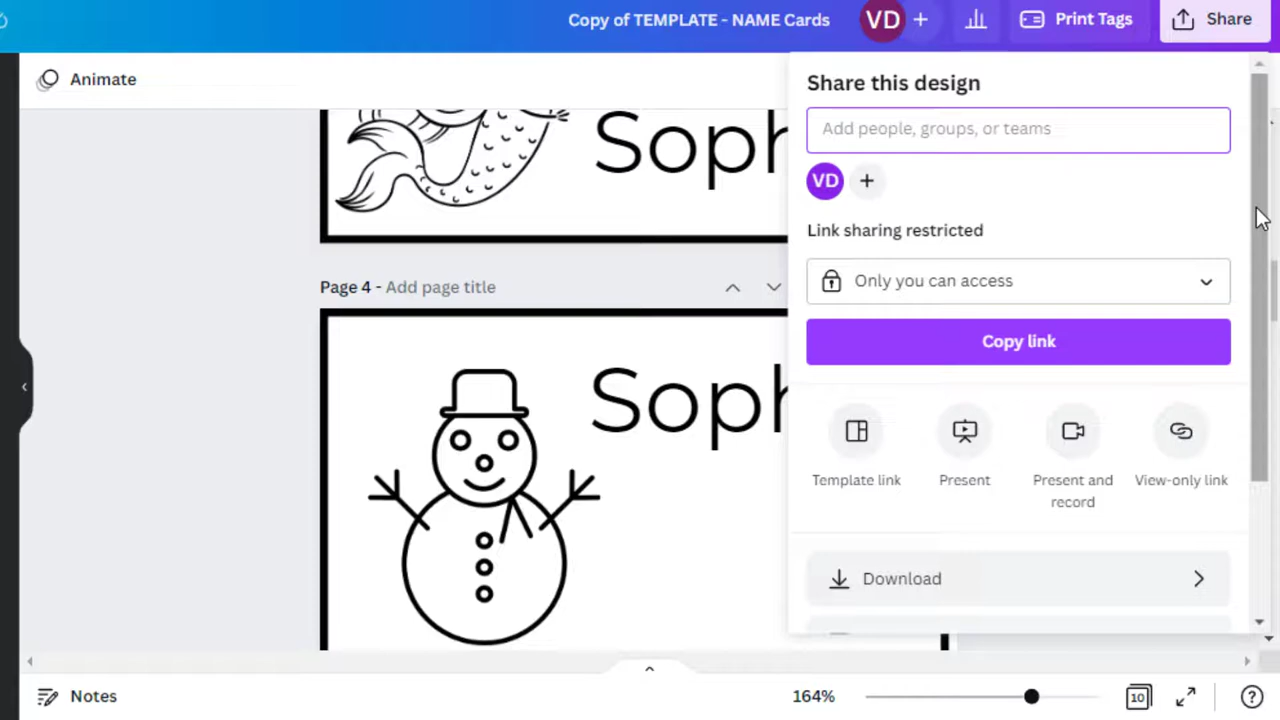 Copy of TEMPLATE - NAME Cards
VD
Print Tags
Share
Animate
Share this design
Add people, groups, or teams
VD
Link sharing restricted
Only you can access
Copy link
Template link
Present
Present and
record
View-only link
Download
Soph
Page 4 - Add page title
Soph
Notes
164%
10